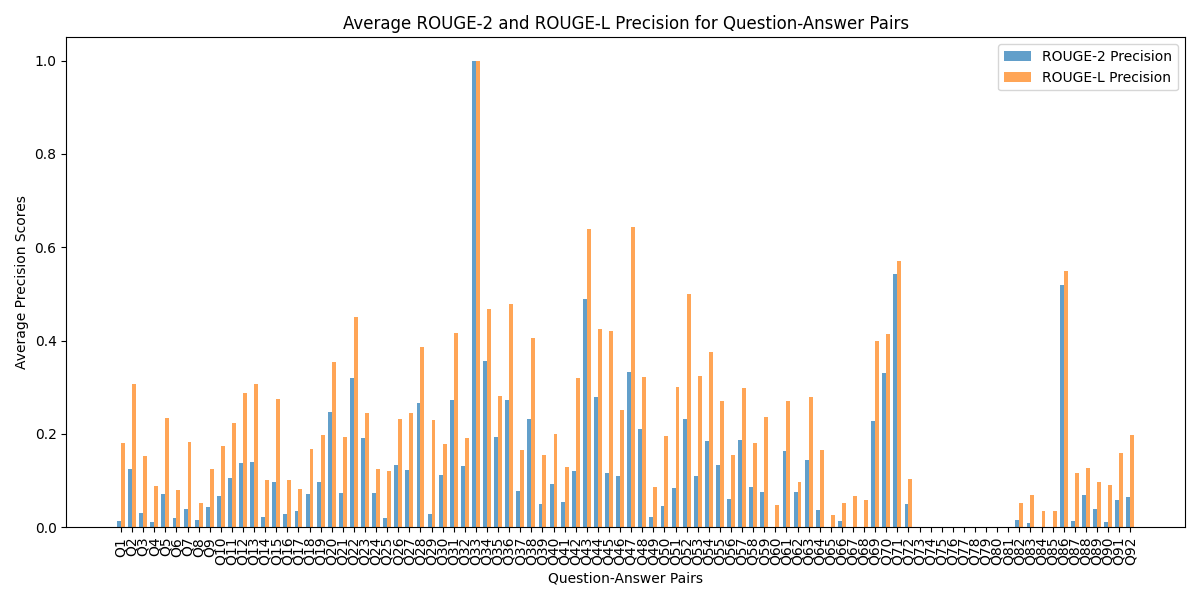 Average ROUGE-2 and ROUGE-L Precision for Question-Answer Pairs
ROUGE-2 Precision
ROUGE-L Precision
Average Precision Scores
1.0
0.8
0.6
0.4
0.2
0.0
Q1 Q2 Q3 Q4 Q5 Q6 Q7 Q8 Q9 Q10 Q11 Q12 Q13 Q14 Q15 Q16 Q17 Q18 Q19 Q20 Q21 Q22 Q23 Q24 Q25 Q26 Q27 Q28 Q29 Q30 Q31 Q32 Q33 Q34 Q35 Q36 Q37 Q38 Q39 Q40 Q41 Q42 Q43 Q44 Q45 Q46 Q47 Q48 Q49 Q50 Q51 Q52 Q53 Q54 Q55 Q56 Q57 Q58 Q59 Q60 Q61 Q62 Q63 Q64 Q65 Q66 Q67 Q68 Q69 Q70 Q71 Q72 Q73 Q74 Q75 Q76 Q77 Q78 Q79 Q80 Q81 Q82 Q83 Q84 Q85 Q86 Q87 Q88 Q89 Q90 Q91 Q92
Question-Answer Pairs